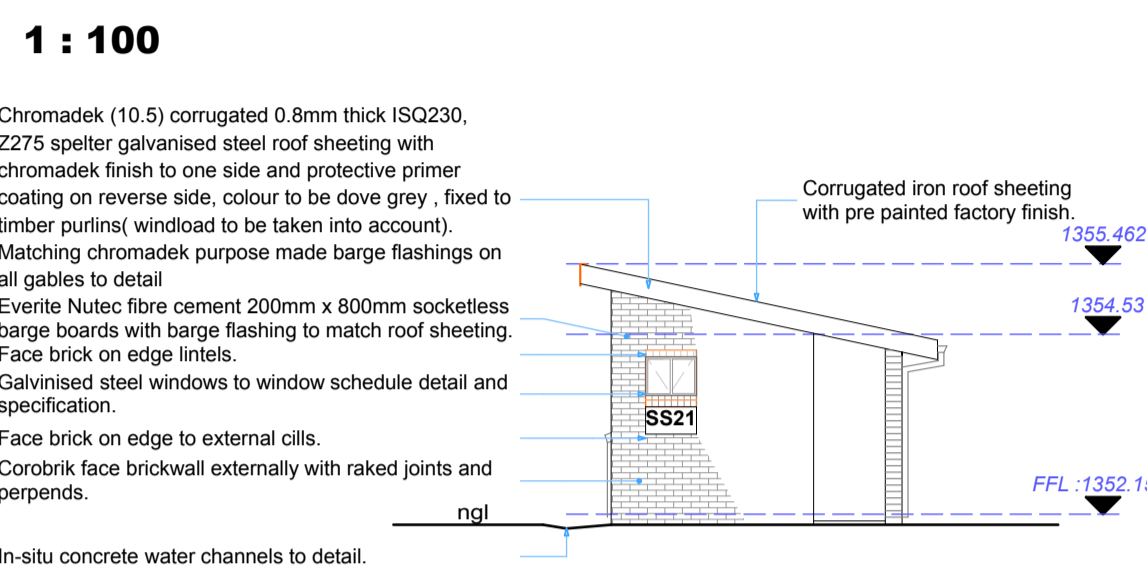 1 : 100
Chromadek (10.5) corrugated 0.8mm thick ISQ230,
Z275 spelter galvanised steel roof sheeting with
chromadek finish to one side and protective primer
coating on reverse side, colour to be dove grey , fixed to
timber purlins( windload to be taken into account).
Matching chromadek purpose made barge flashings on
all gables to detail
Everite Nutec fibre cement 200mm x 800mm socketless
barge boards with barge flashing to match roof sheeting.
Face brick on edge lintels.
Galvinised steel windows to window schedule detail and
specification.
Face brick on edge to external cills.
Corobrik face brickwall externally with raked joints and
perpends.
ngl
In-situ concrete water channels to detail.
Corrugated iron roof sheeting
with pre painted factory finish.
1355.462
1354.53
SS21
FFL :1352.15